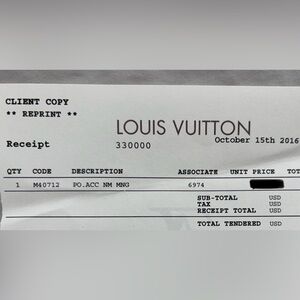 CLIENT COPY
** REPRINT **
LOUIS VUITTON
October 15th 2016
Receipt 330000
QTY CODE DESCRIPTION ASSOCIATE UNIT PRICE TOT
1 M40712 PO.ACC NM MNG 6974
SUB-TOTAL USD
TAX USD
RECEIPT TOTAL USD
TOTAL TENDERED USD